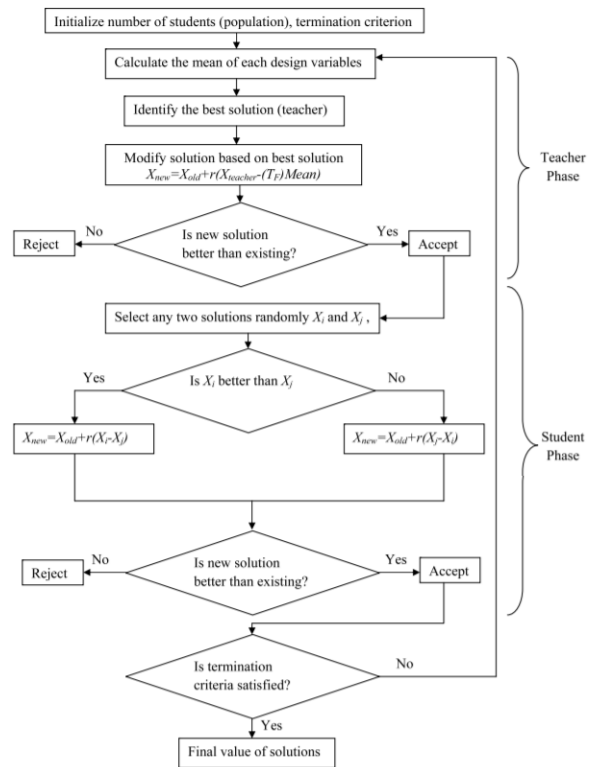 Initialize number of students (population), termination criterion
Calculate the mean of each design variables
Identify the best solution (teacher)
Modify solution based on best solution
Xnew=Xold+r(Xteacher-(TF)Mean)
Teacher
Phase
No
Is new solution
better than existing?
Yes
Reject
Accept
Select any two solutions randomly Xi and Xj ,
Yes
Is Xi better than Xj
No
Xnew=Xold+r(Xi-Xj)
Xnew=Xold+r(Xj-Xi)
Student
Phase
No
Is new solution
better than existing?
Yes
Reject
Accept
Is termination
criteria satisfied?
No
Yes
Final value of solutions